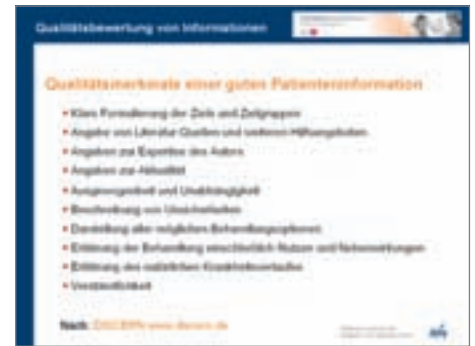 Qualitätsbewertung von Informationen
Qualitätsmerkmale einer guten Patienteninformation
Klare Formulierung der Ziele und Zielgruppen
Angabe von Literatur-Quellen und weiteren Hilfsangeboten
Angaben zur Expertise des Autors
Angaben zur Aktualität
Ausgewogenheit und Unabhängigkeit
Beschreibung von Unsicherheiten
Darstellung aller möglichen Behandlungsoptionen
Erklärung der Behandlung einschließlich Nutzen und Nebenwirkungen
Erklärung des natürlichen Krankheitsverlaufes
Verständlichkeit
Nach: DISCERN www.discern.de